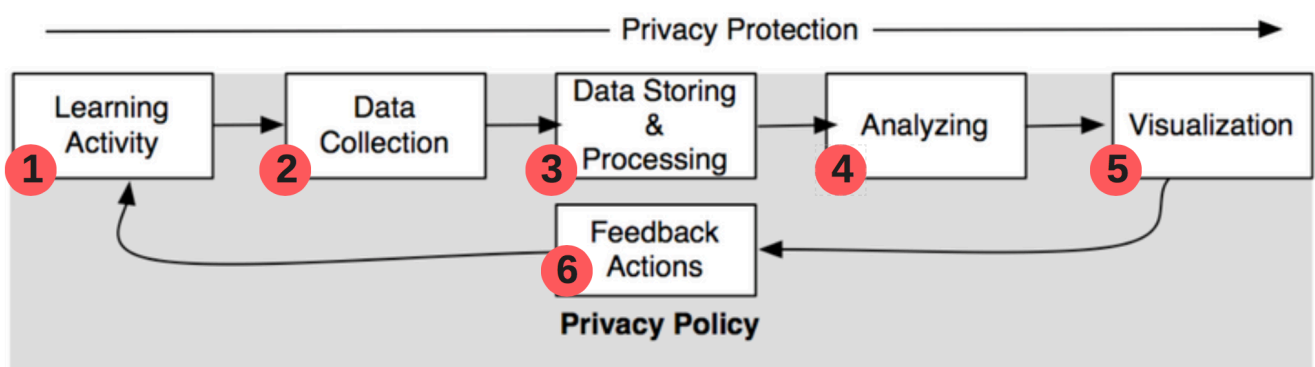 Privacy Protection
Learning
Activity
1
Data
Collection
2
Data Storing
&
Processing
3
Analyzing
4
Visualization
5
Feedback
Actions
6
Privacy Policy